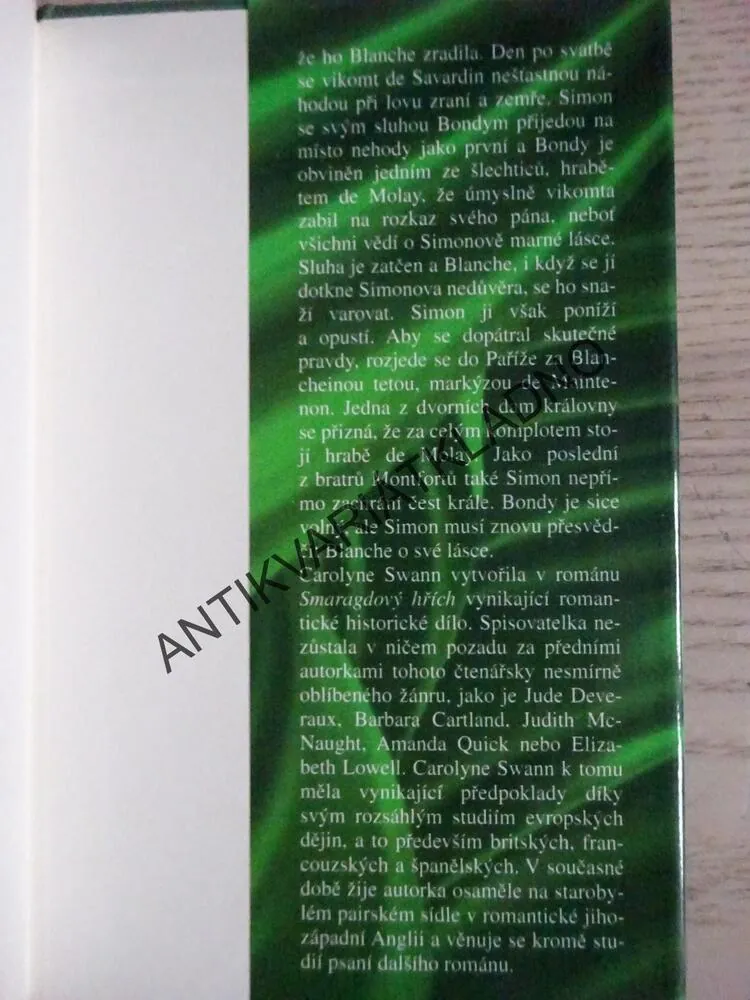 že ho Blanche zradila. Den po svatbě
se vikomt de Savardin nešťastnou ná-
hodou při lovu zraní a zemře. Simon
se svým sluhou Bondym přijedou na
místo nehody jako první a Bondy je
obviněn jedním ze šlechticů, hrabě-
tem de Molay, že úmyslně vikomta
zabil na rozkaz svého pána, neboť
všichni vědí o Simonově marné lásce.
Sluha je zatčen a Blanche, i když se jí
dotkne Simonova nedůvěra, se ho sna-
ží varovat. Simon ji však poníží
a opustí. Aby se dopátral skutečné
pravdy, rozjede se do Paříže za Blan-
cheinou tetou, markýzou de Mainte-
non. Jedna z dvorních dam královny
se přizná, že za celým komplotem sto-
jí hrabě de Molay. Jako poslední
z bratrů Montfortů také Simon nepří-
mo zachrání čest krále. Bondy je sice
volný, ale Simon musí znovu přesvěd-
čit Blanche o své lásce.
Carolyne Swann vytvořila v románu
Smaragdový hřích vynikající roman-
tické historické dílo. Spisovatelka ne-
zůstala v ničem pozadu za předními
autorkami tohoto čtenářsky nesmírně
oblíbeného žánru, jako je Jude Deve-
raux, Barbara Cartland, Judith Mc-
Naught, Amanda Quick nebo Eliza-
beth Lowell. Carolyne Swann k tomu
měla vynikající předpoklady díky
svým rozsáhlým studiím evropských
dějin, a to především britských, fran-
couzských a španělských. V současné
době žije autorka osaměle na staroby-
lém pairském sídle v romantické jiho-
západní Anglii a věnuje se kromě stu-
dií psaní dalšího románu.
ANTIKVARIATKLADNO